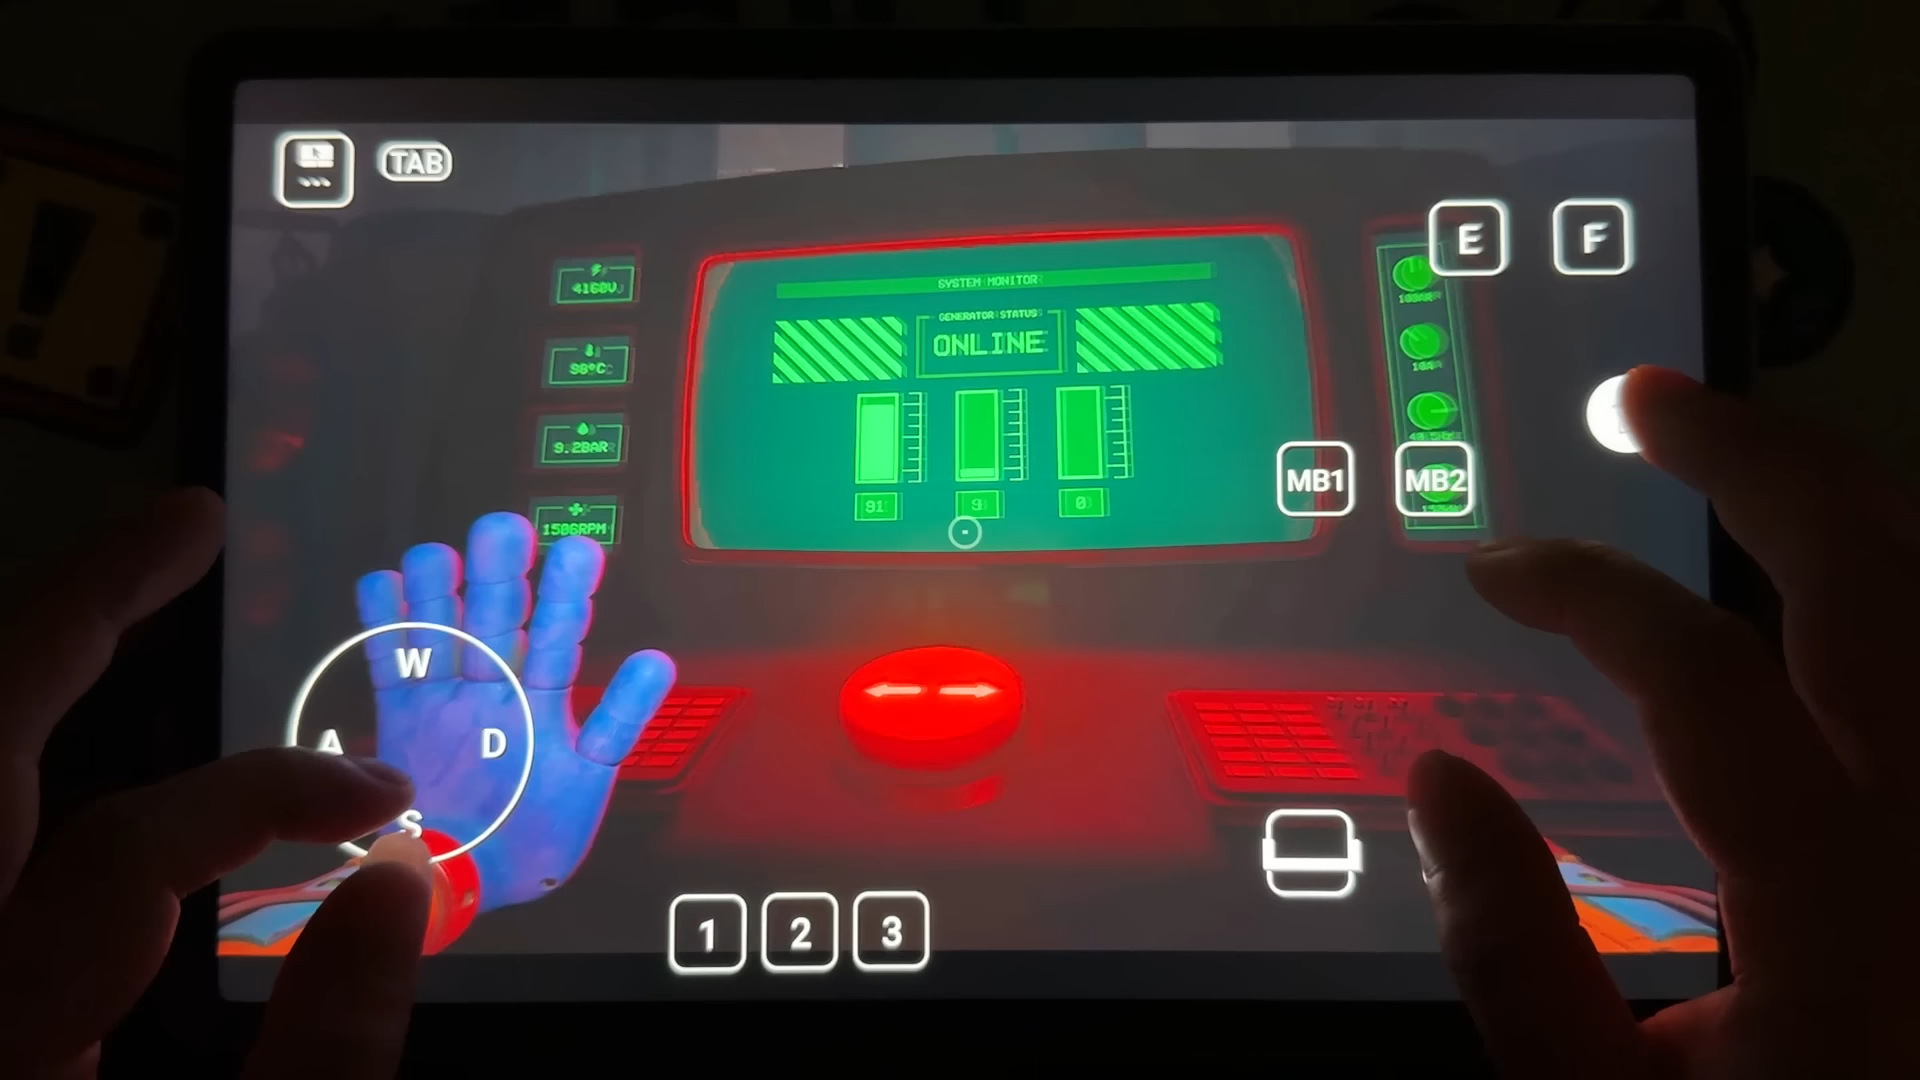 TAB
E
F
SYSTEM MONITOR
4160V
GENERATOR STATUS
ONLINE
98°C
9.2BAR
MB1
MB2
91
9
0
1506RPM
W
A
D
S
1
2
3